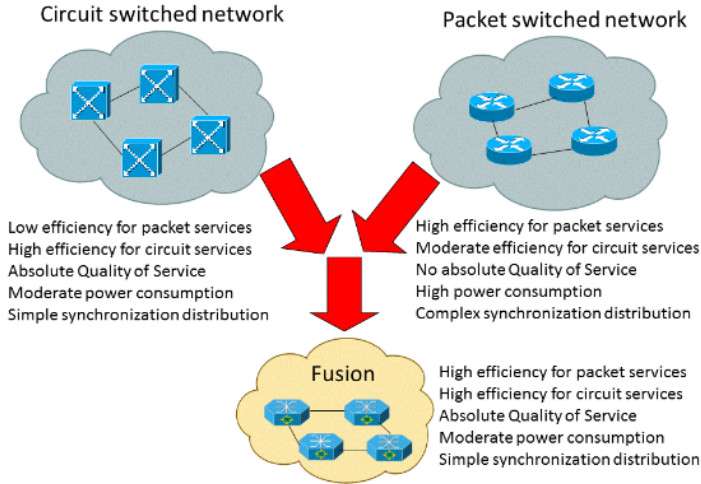 Circuit switched network
Packet switched network
Low efficiency for packet services
High efficiency for circuit services
Absolute Quality of Service
Moderate power consumption
Simple synchronization distribution
High efficiency for packet services
Moderate efficiency for circuit services
No absolute Quality of Service
High power consumption
Complex synchronization distribution
Fusion
High efficiency for packet services
High efficiency for circuit services
Absolute Quality of Service
Moderate power consumption
Simple synchronization distribution